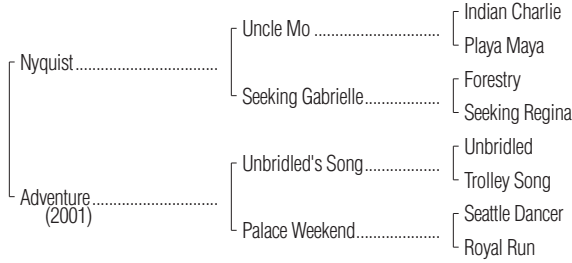 Indian Charlie
Uncle Mo ................................
Playa Maya
Nyquist....................................
Forestry
Seeking Gabrielle...................
Seeking Regina
Unbridled
Unbridled's Song...................
Trolley Song
Adventure................................
(2001)
Seattle Dancer
Palace Weekend.....................
Royal Run